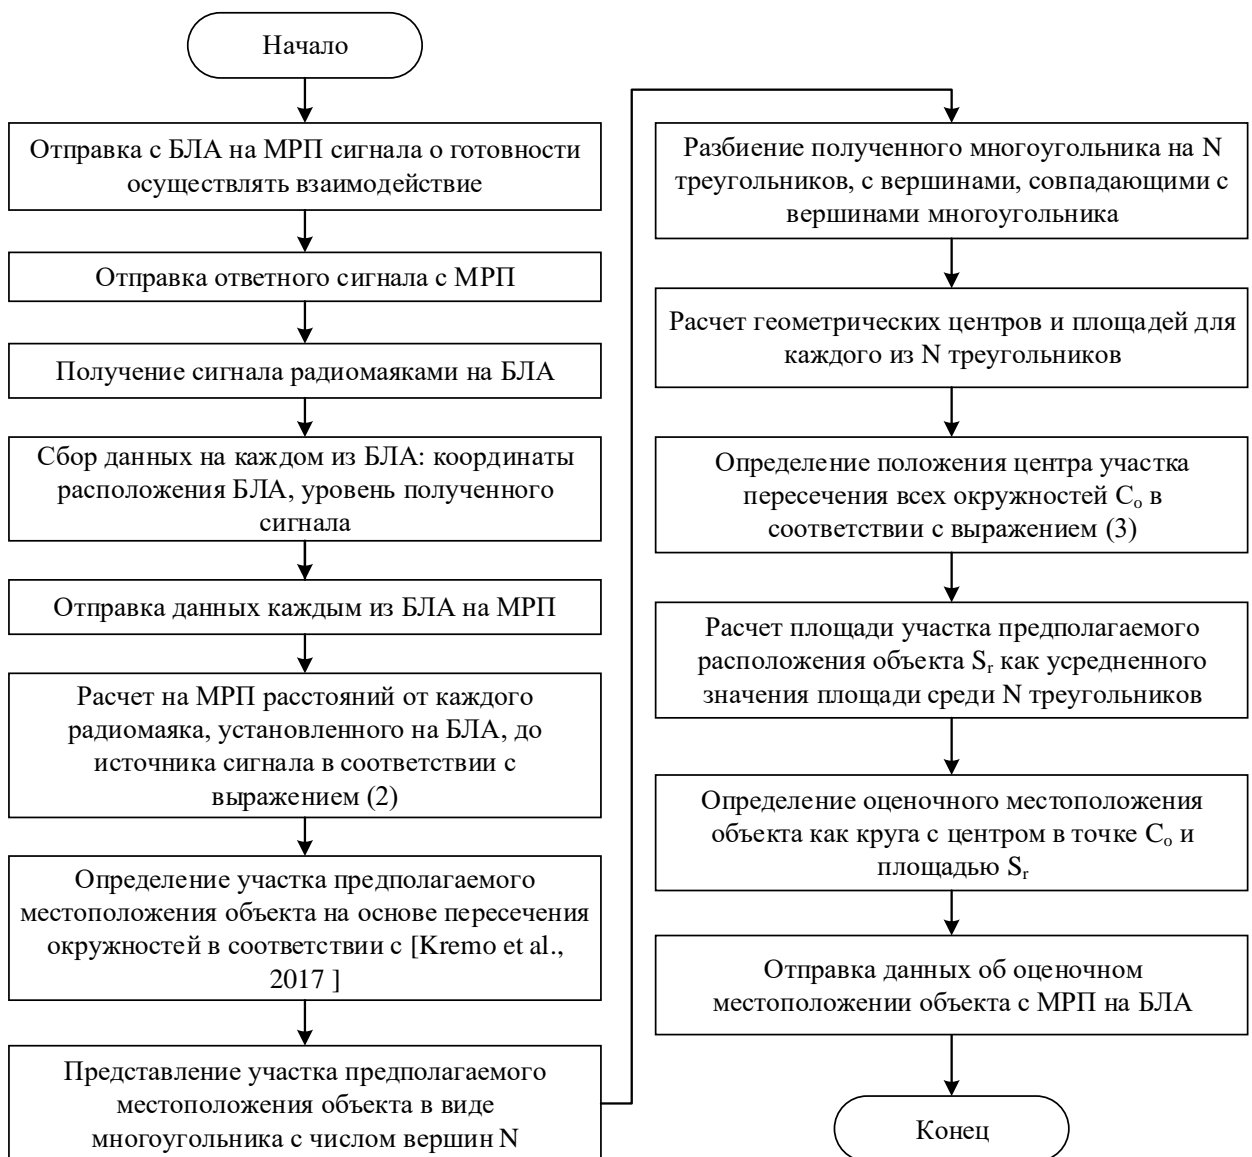 Начало
Отправка с БЛА на МРП сигнала о готовности
осуществлять взаимодействие
Отправка ответного сигнала с МРП
Получение сигнала радиомаяками на БЛА
Сбор данных на каждом из БЛА: координаты
расположения БЛА, уровень полученного
сигнала
Отправка данных каждым из БЛА на МРП
Расчет на МРП расстояний от каждого
радиомаяка, установленного на БЛА, до
источника сигнала в соответствии с
выражением (2)
Определение участка предполагаемого
местоположения объекта на основе пересечения
окружностей в соответствии с [Kremo et al.,
2017 ]
Представление участка предполагаемого
местоположения объекта в виде
многоугольника с числом вершин N
Разбиение полученного многоугольника на N
треугольников, с вершинами, совпадающими с
вершинами многоугольника
Расчет геометрических центров и площадей для
каждого из N треугольников
Определение положения центра участка
пересечения всех окружностей Cₒ в
соответствии с выражением (3)
Расчет площади участка предполагаемого
расположения объекта Sᵣ как усредненного
значения площади среди N треугольников
Определение оценочного местоположения
объекта как круга с центром в точке Cₒ и
площадью Sᵣ
Отправка данных об оценочном
местоположении объекта с МРП на БЛА
Конец